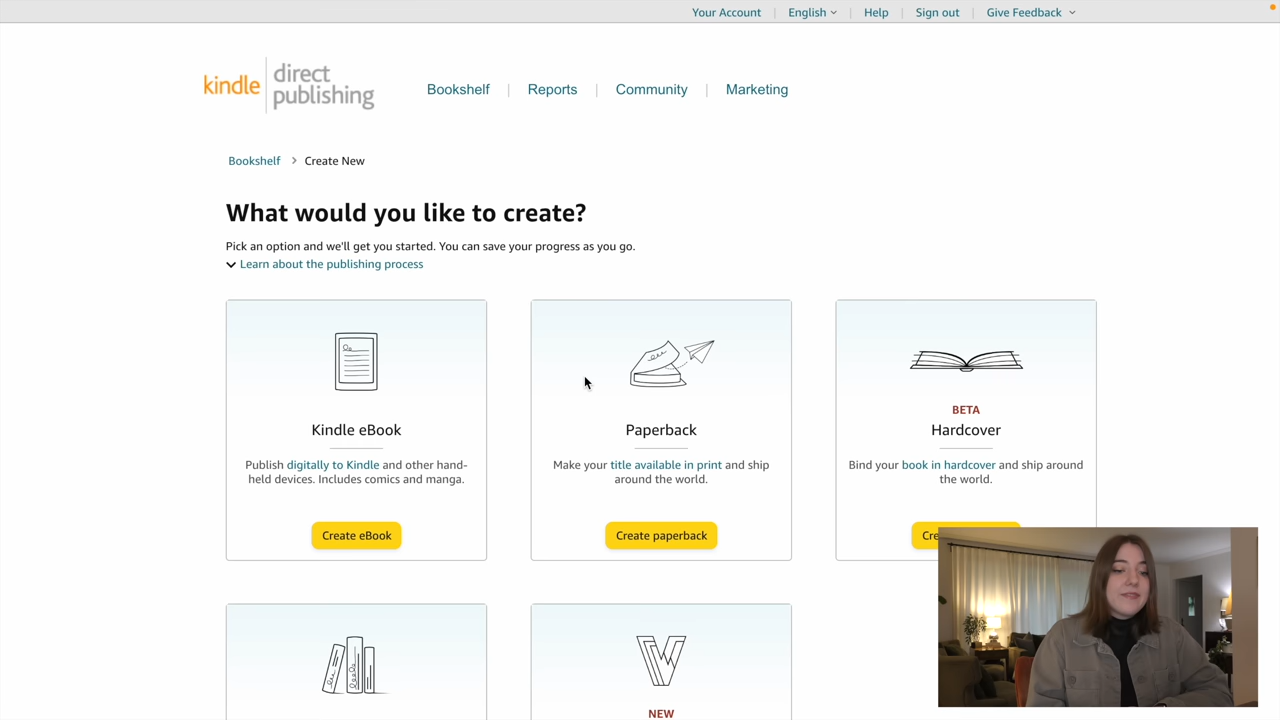 Your Account | English | Help | Sign out | Give Feedback
kindle direct publishing
Bookshelf | Reports | Community | Marketing
Bookshelf > Create New
What would you like to create?
Pick an option and we'll get you started. You can save your progress as you go.
Learn about the publishing process
Kindle eBook
Publish digitally to Kindle and other hand-
held devices. Includes comics and manga.
Create eBook
Paperback
Make your title available in print and ship
around the world.
Create paperback
BETA
Hardcover
Bind your book in hardcover and ship around
the world.
Cre
NEW